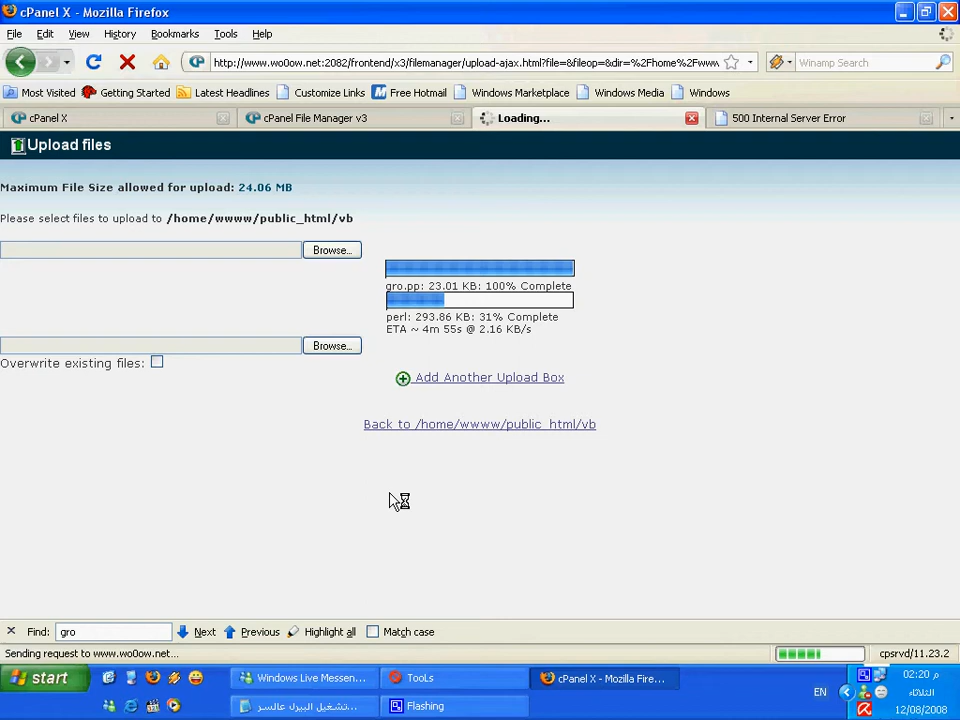 cPanel X - Mozilla Firefox
File Edit View History Bookmarks Tools Help
http://www.wo0ow.net:2082/frontend/x3/filemanager/upload-ajax.html?file=&fileop=&dir=%2Fhome%2Fwww
Winamp Search
Most Visited Getting Started Latest Headlines Customize Links Free Hotmail Windows Marketplace Windows Media Windows
cPanel X
cPanel File Manager v3
Loading...
500 Internal Server Error
Upload files
Maximum File Size allowed for upload: 24.06 MB
Please select files to upload to /home/wwww/public_html/vb
Browse...
gro.pp: 23.01 KB: 100% Complete
perl: 293.86 KB: 31% Complete
ETA ~ 4m 55s @ 2.16 KB/s
Browse...
Overwrite existing files:
Add Another Upload Box
Back to /home/wwww/public_html/vb
Find: gro Next Previous Highlight all Match case
Sending request to www.wo0ow.net...
cpsrvd/11.23.2
start
Windows Live Messen...
TooLs
cPanel X - Mozilla Fire...
...تشغيل البيرل عالسر
Flashing
EN
02:20 م
الثلاثاء
12/08/2008